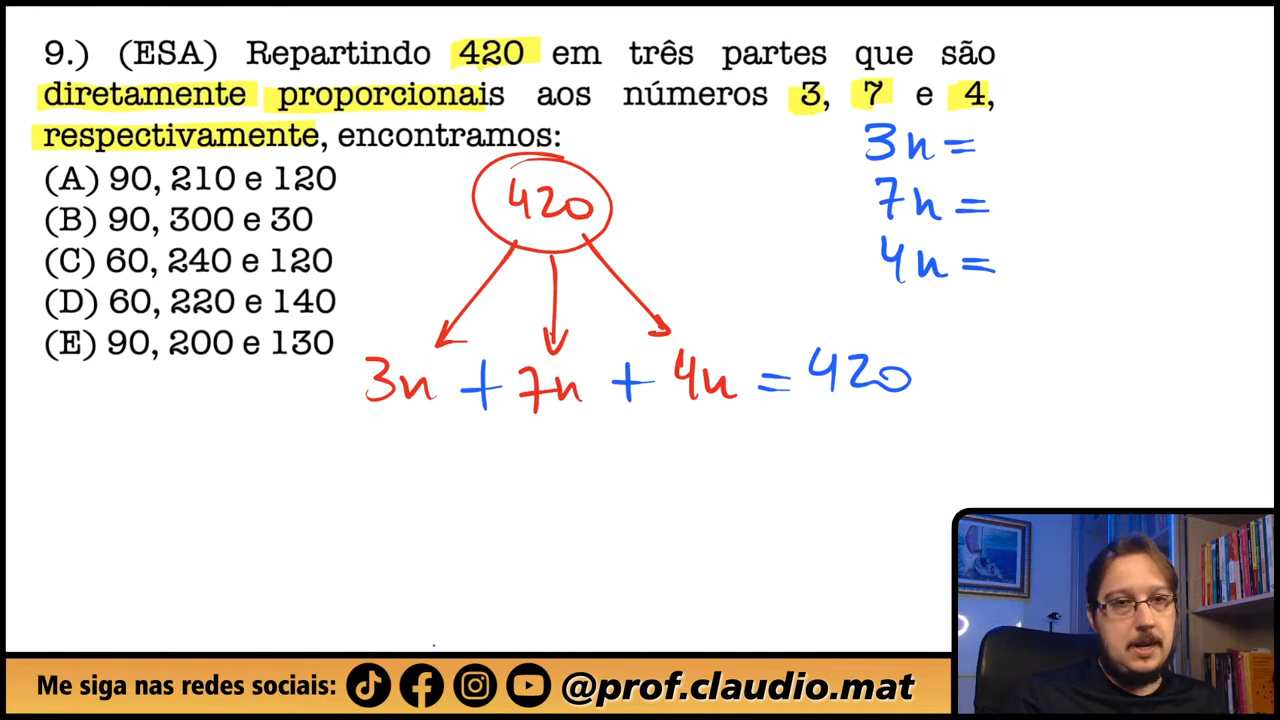 9.) (ESA) Repartindo 420 em três partes que são
diretamente proporcionais aos números 3, 7 e 4,
respectivamente, encontramos:
(A) 90, 210 e 120
(B) 90, 300 e 30
(C) 60, 240 e 120
(D) 60, 220 e 140
(E) 90, 200 e 130
3n =
7n =
4n =
420
3n + 7n + 4n = 420
Me siga nas redes sociais: @prof.claudio.mat